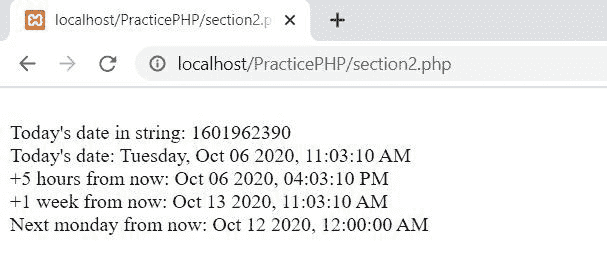 localhost/PracticePHP/section2.p
localhost/PracticePHP/section2.php
Today's date in string: 1601962390
Today's date: Tuesday, Oct 06 2020, 11:03:10 AM
+5 hours from now: Oct 06 2020, 04:03:10 PM
+1 week from now: Oct 13 2020, 11:03:10 AM
Next monday from now: Oct 12 2020, 12:00:00 AM